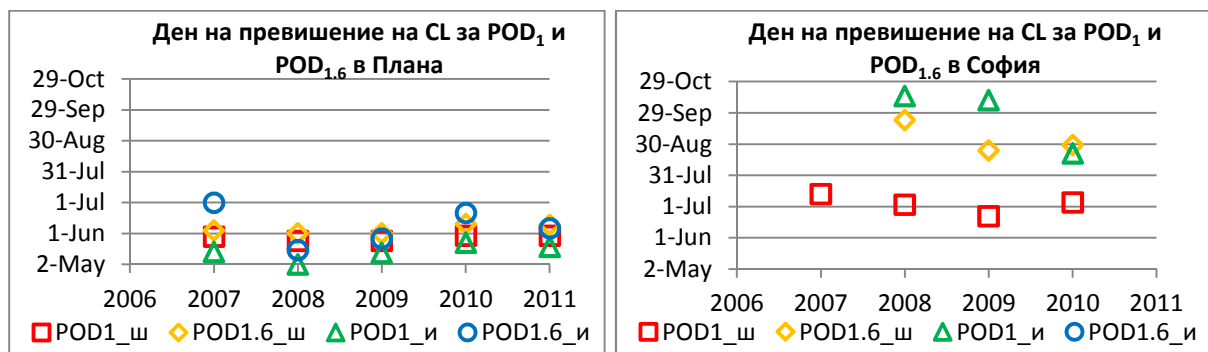 Ден на превишение на CL за POD1 и
POD1.6 в Плана
29-Oct
29-Sep
30-Aug
31-Jul
1-Jul
1-Jun
2-May
2006 2007 2008 2009 2010 2011
POD1_ш POD1.6_ш POD1_и POD1.6_и
Ден на превишение на CL за POD1 и
POD1.6 в София
29-Oct
29-Sep
30-Aug
31-Jul
1-Jul
1-Jun
2-May
2006 2007 2008 2009 2010 2011
POD1_ш POD1.6_ш POD1_и POD1.6_и